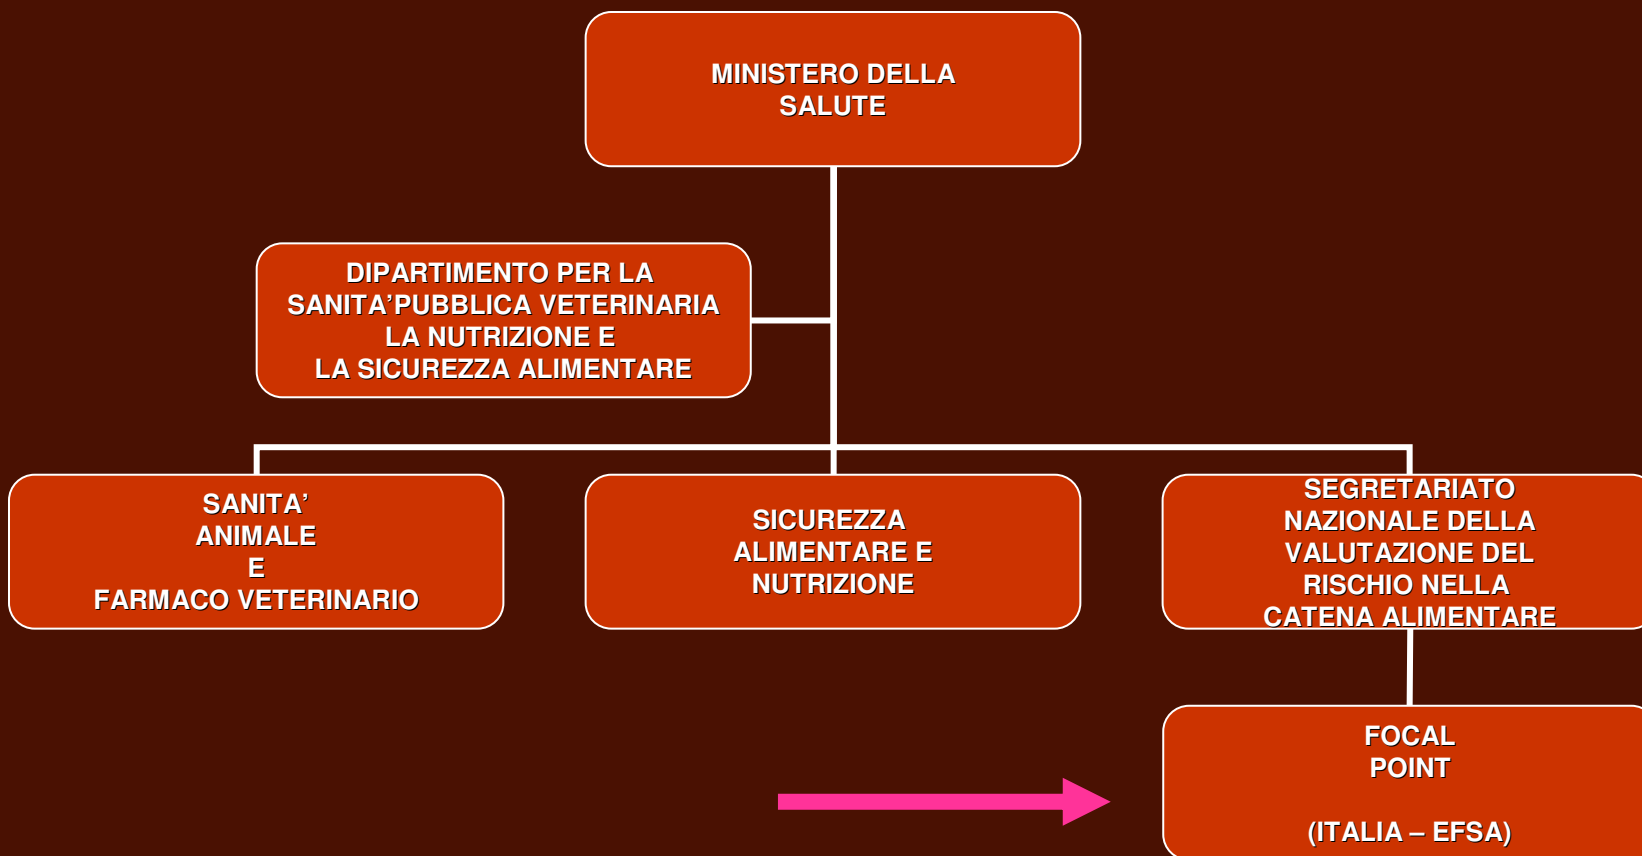 MINISTERO DELLA
SALUTE
DIPARTIMENTO PER LA
SANITA’PUBBLICA VETERINARIA
LA NUTRIZIONE E
LA SICUREZZA ALIMENTARE
SANITA’
ANIMALE
E
FARMACO VETERINARIO
SICUREZZA
ALIMENTARE E
NUTRIZIONE
SEGRETARIATO
NAZIONALE DELLA
VALUTAZIONE DEL
RISCHIO NELLA
CATENA ALIMENTARE
FOCAL
POINT
(ITALIA – EFSA)